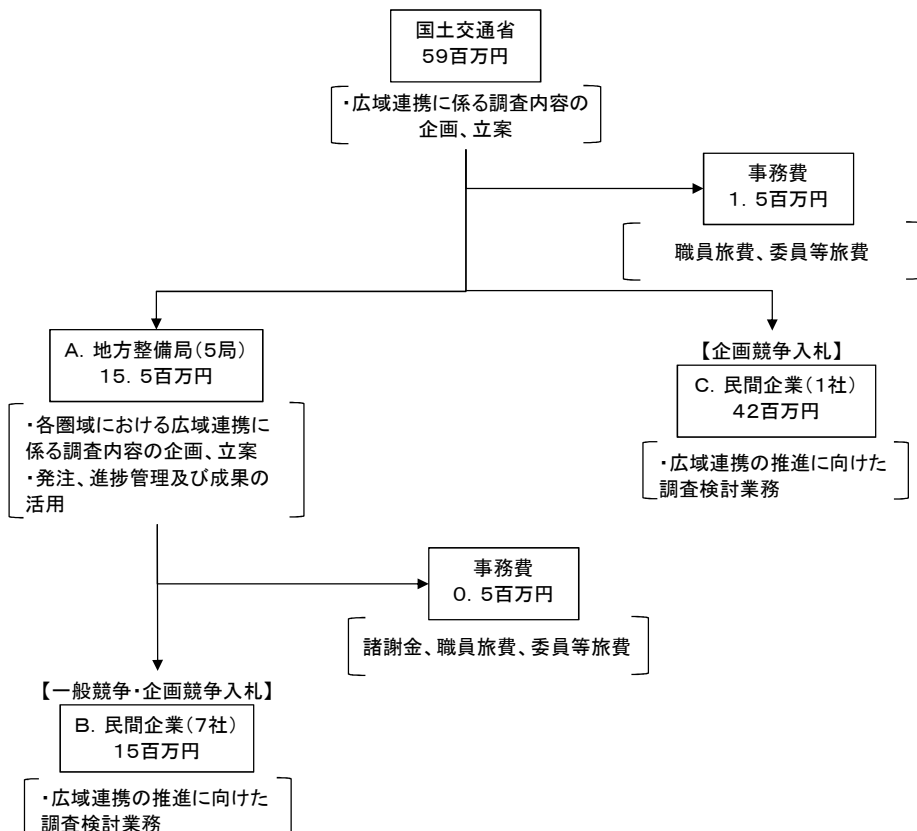 国土交通省
59百万円
・広域連携に係る調査内容の
企画、立案
事務費
1．5百万円
職員旅費、委員等旅費
A．地方整備局（5局）
15．5百万円
・各圏域における広域連携に
係る調査内容の企画、立案
・発注、進捗管理及び成果の
活用
【企画競争入札】
C．民間企業（1社）
42百万円
・広域連携の推進に向けた
調査検討業務
事務費
0．5百万円
諸謝金、職員旅費、委員等旅費
【一般競争・企画競争入札】
B．民間企業（7社）
15百万円
・広域連携の推進に向けた
調査検討業務